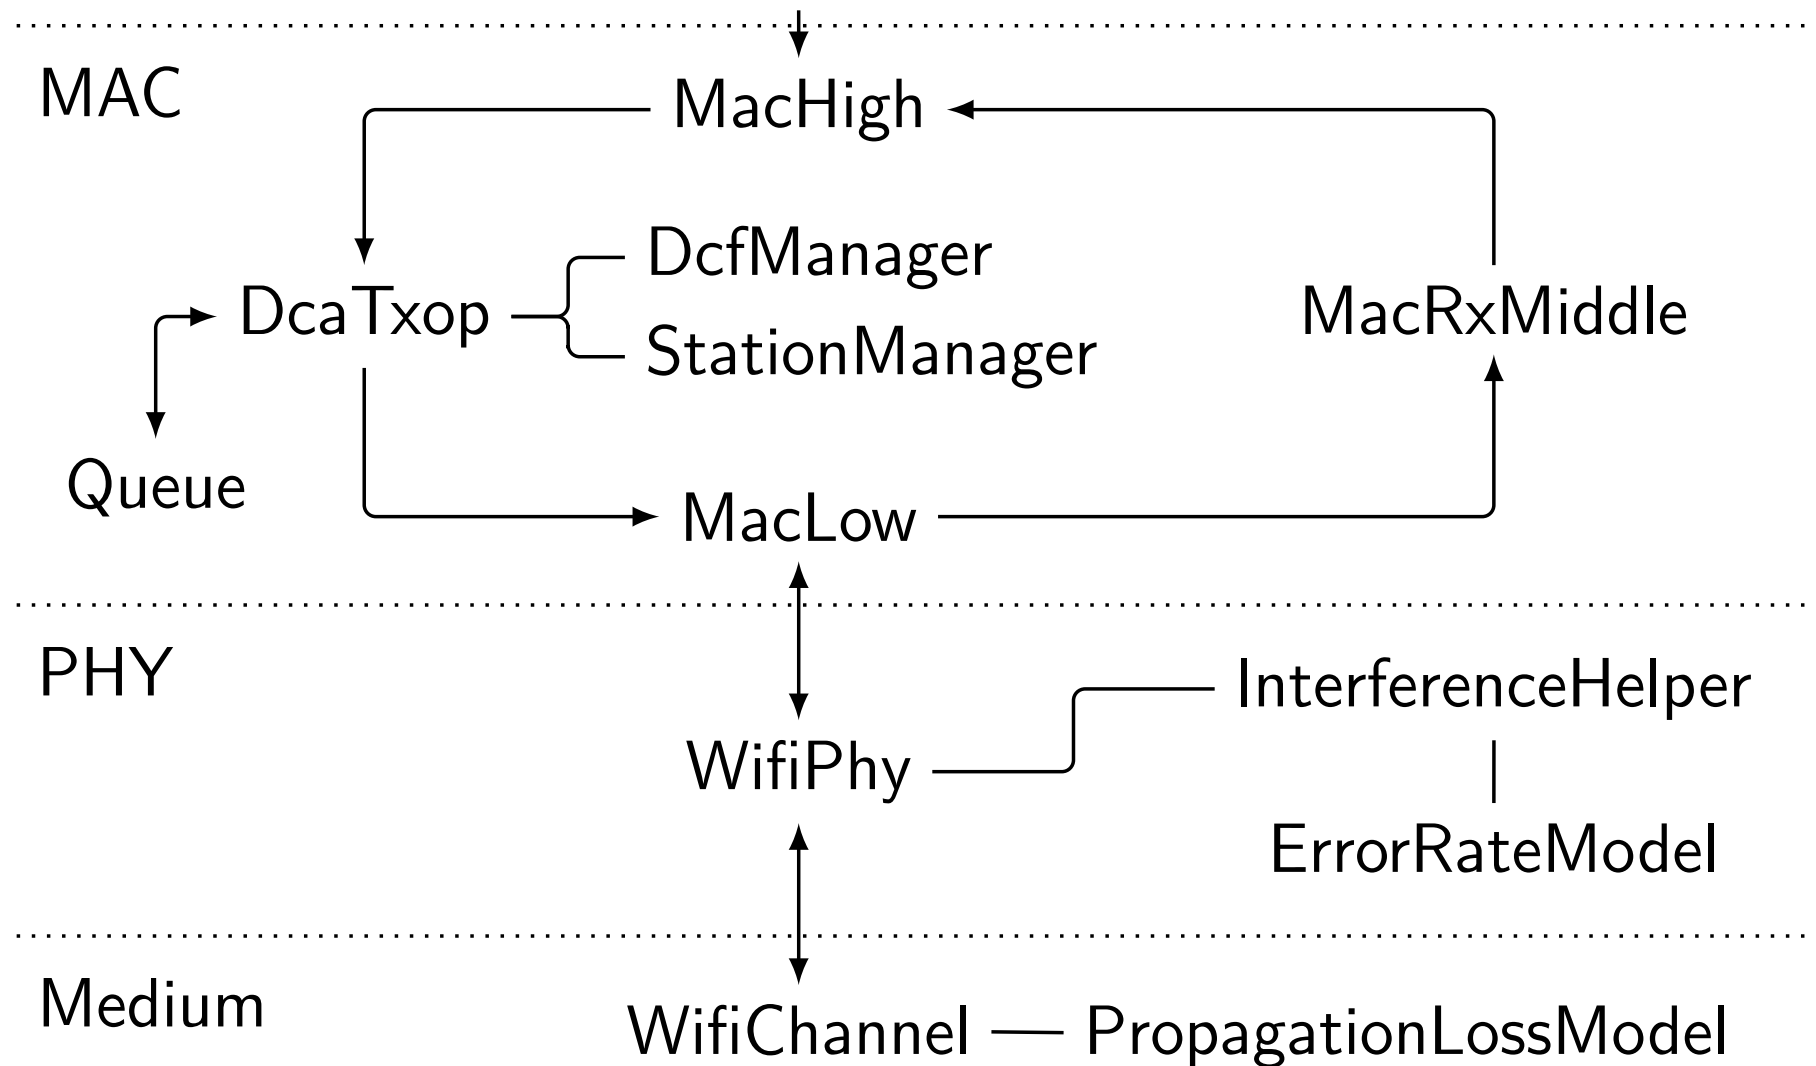 MAC
MacHigh
DcfManager
DcaTxop
MacRxMiddle
StationManager
Queue
MacLow
PHY
InterferenceHelper
WifiPhy
ErrorRateModel
Medium
WifiChannel
PropagationLossModel